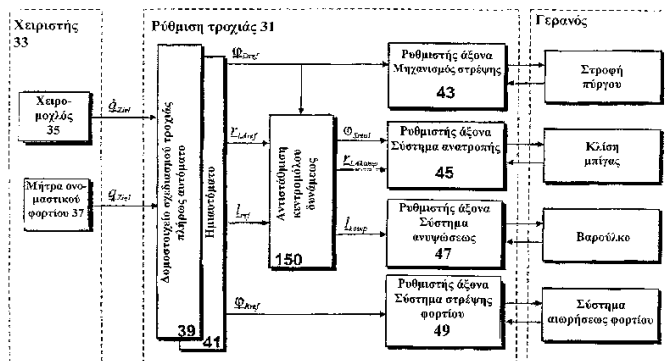 Χειριστής
33
Ρύθμιση τροχιάς 31
Γερανός
Χειρο-
μοχλός
35
Μήτρα ονο-
μαστικού
φορτίου 37
Δομοστοιχείο σχεδιασμού τροχιάς
πλήρως αυτόματο
39
Ημιαυτόματο
41
Αντιστάθμιση
κεντρομόλου
δυνάμεως
150
Ρυθμιστής άξονα
Μηχανισμός στρέψης
43
Ρυθμιστής άξονα
Σύστημα ανατροπής
45
Ρυθμιστής άξονα
Σύστημα
ανυψώσεως
47
Ρυθμιστής άξονα
Σύστημα στρέψης
φορτίου
49
Στροφή
πύργου
Κλίση
μπίγας
Βαρούλκο
Σύστημα
αιωρήσεως φορτίου